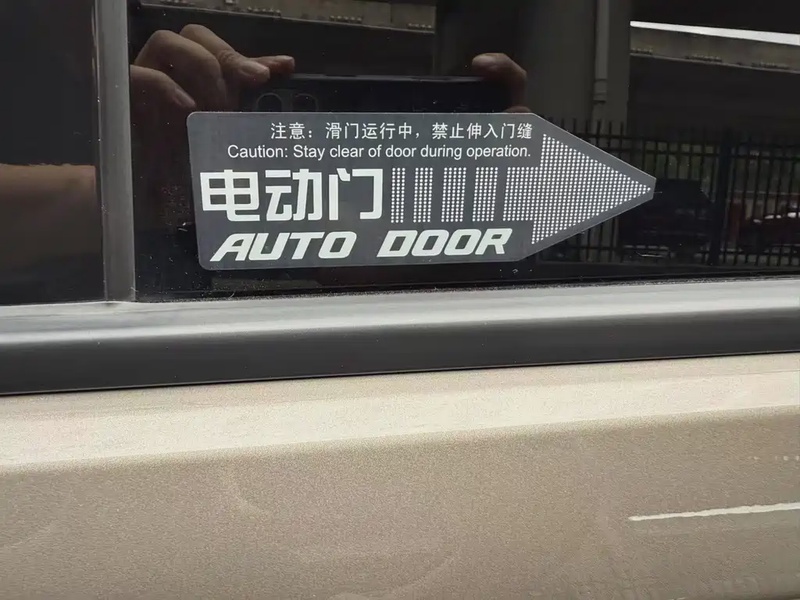 注意：滑门运行中，禁止伸入门缝
Caution: Stay clear of door during operation.
电动门
AUTO DOOR